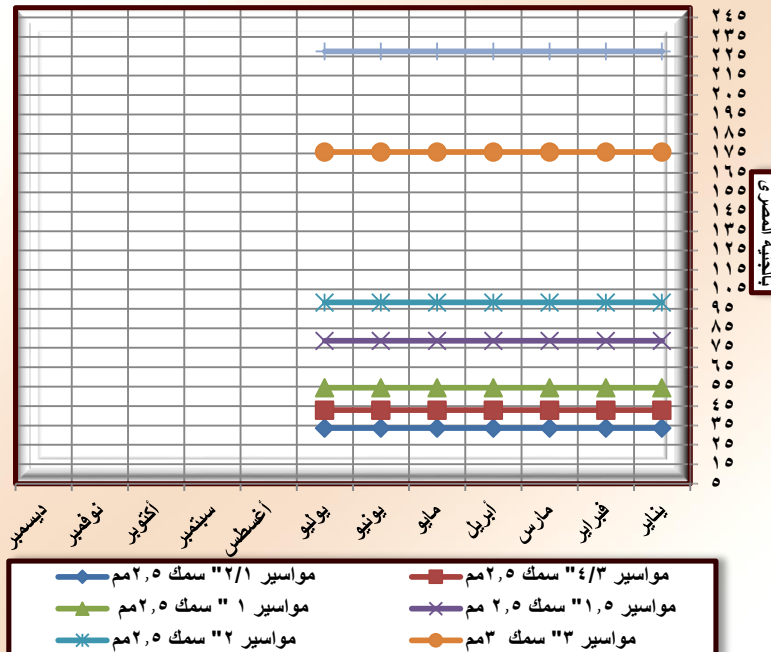 ٢٤٥
٢٣٥
٢٢٥
٢١٥
٢٠٥
١٩٥
١٨٥
١٧٥
١٦٥
١٥٥
١٤٥
١٣٥
١٢٥
١١٥
١٠٥
٩٥
٨٥
٧٥
٦٥
٥٥
٤٥
٣٥
٢٥
١٥
٥
بالجنيه المصرى
يناير
فبراير
مارس
أبريل
مايو
يونيو
يوليو
أغسطس
سبتمبر
أكتوبر
نوفمبر
ديسمبر
مواسير ٤/٣" سمك ٢,٥مم
مواسير ٢/١" سمك ٢,٥مم
مواسير ١,٥" سمك ٢,٥ مم
مواسير ١ " سمك ٢,٥مم
مواسير ٣" سمك ٣مم
مواسير ٢" سمك ٢,٥مم